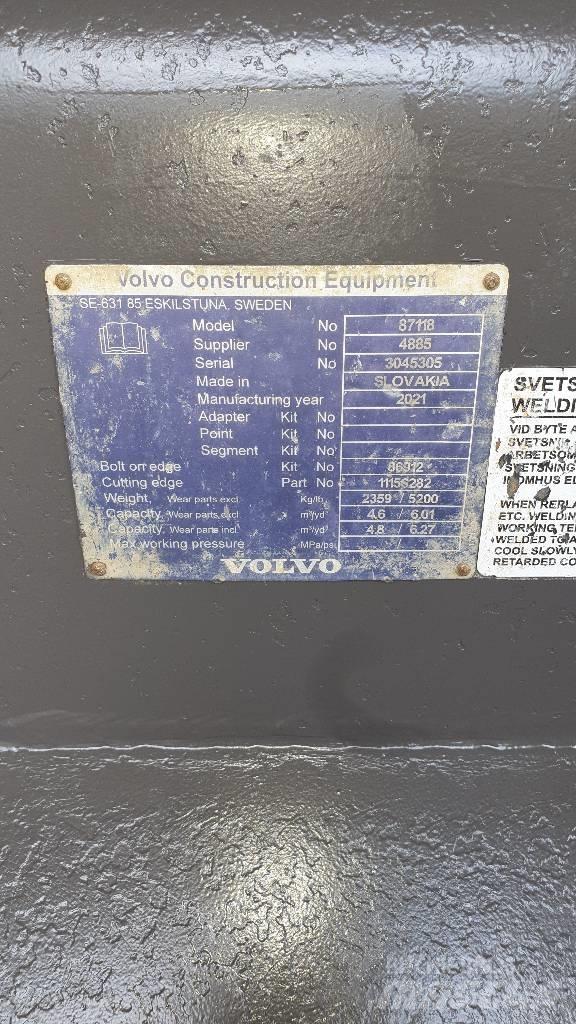 Volvo Construction Equipment
SE-631 85 ESKILSTUNA, SWEDEN
Model No 87118
Supplier No 4885
Serial No 3045305
Made in SLOVAKIA
Manufacturing year 2021
Adapter Kit No
Point Kit No
Segment Kit No
Bolt on edge Kit No 86912
Cutting edge Part No 11156282
Weight, Wear parts excl Kg/lb 2359 / 5200
Capacity, Wear parts excl m³/yd³ 4.6 / 6.01
Capacity, Wear parts incl m³/yd³ 4.8 / 6.27
Max working pressure MPa/psi /
VOLVO
SVETS
WELDI
VID BYTE A
SVETSNI
ARBETSOM
SVETSNING
INOMHUS
WHEN REPLA
ETC. WELDIN
WORKING TE
WELDED TO A
COOL SLOWLY
RETARDED CO